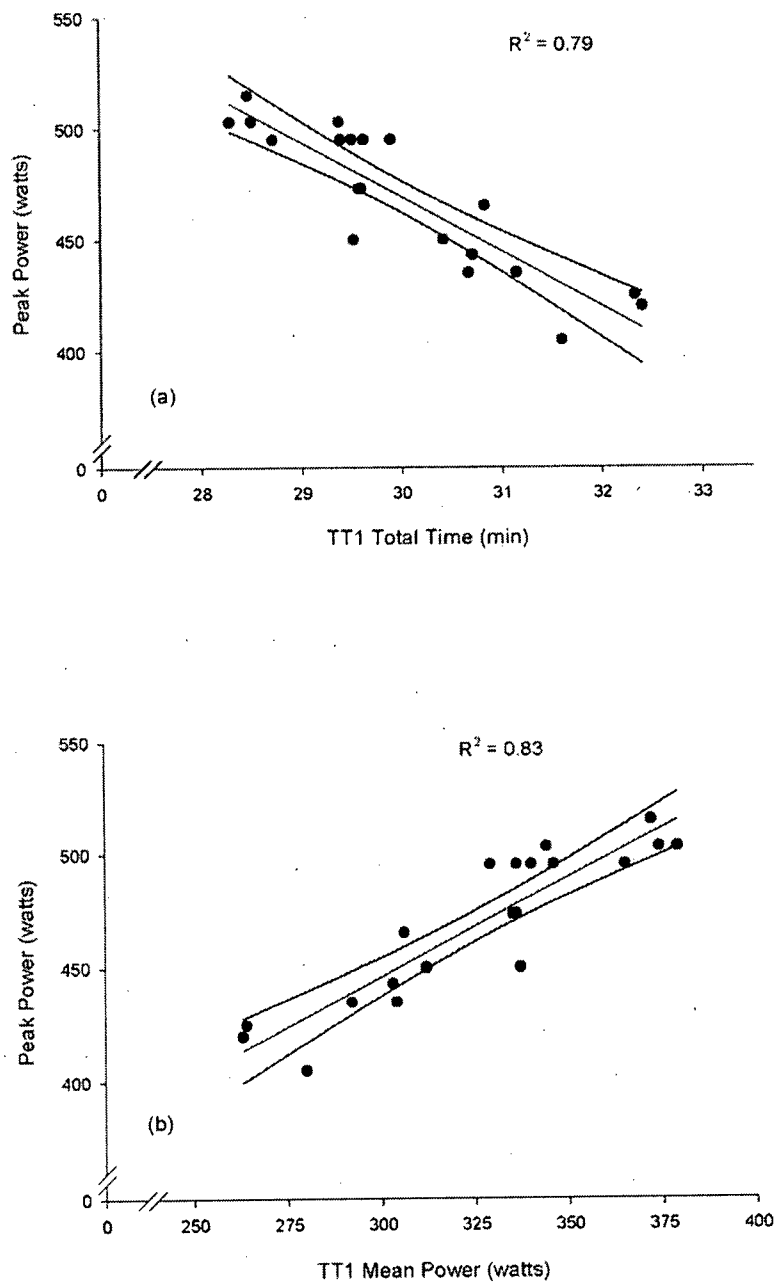 550
R² = 0.79
500
450
400
0
Peak Power (watts)
(a)
0 28 29 30 31 32 33
TT1 Total Time (min)
550
R² = 0.83
500
450
400
0
Peak Power (watts)
(b)
0 250 275 300 325 350 375 400
TT1 Mean Power (watts)